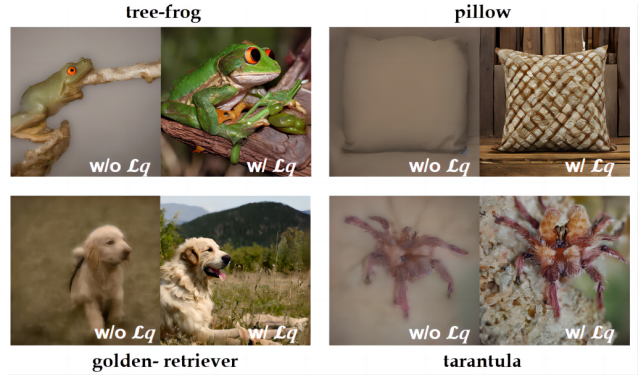 tree-frog
pillow
w/o ℒq
w/ ℒq
w/o ℒq
w/ ℒq
w/o ℒq
w/ ℒq
w/o ℒq
w/ ℒq
golden- retriever
tarantula